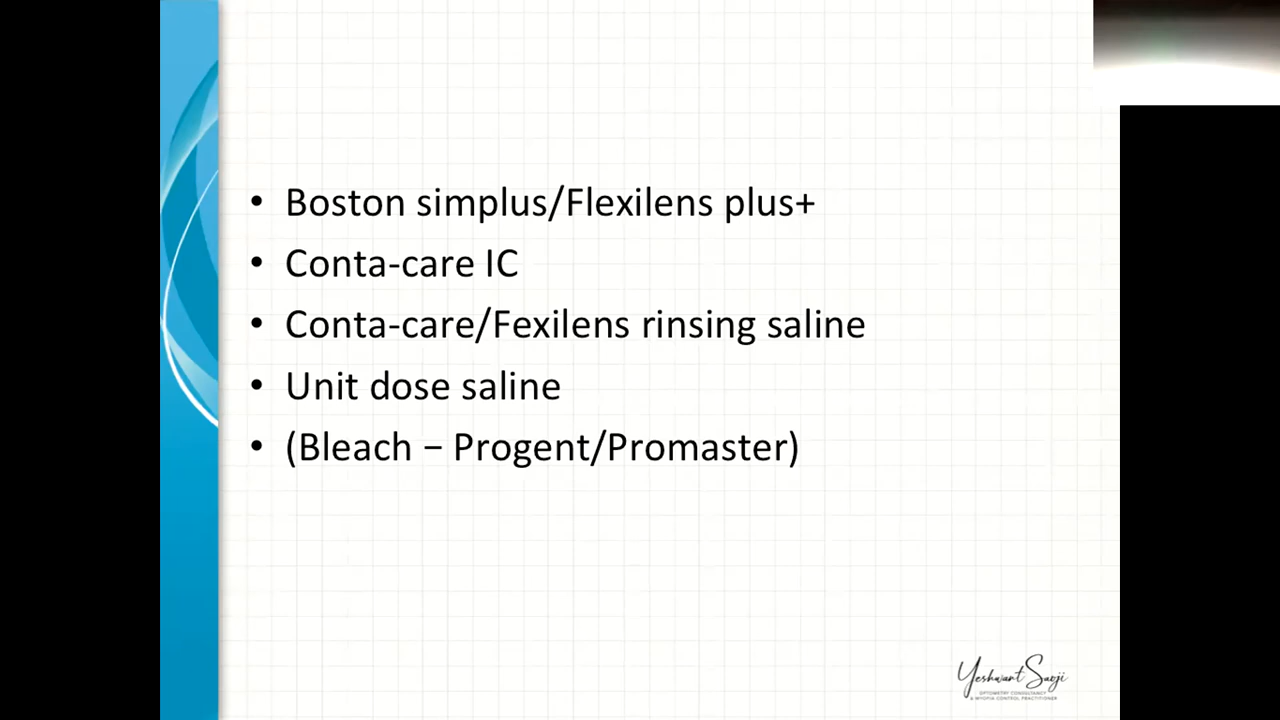 • Boston simplus/Flexilens plus+
• Conta-care IC
• Conta-care/Fexilens rinsing saline
• Unit dose saline
• (Bleach – Progent/Promaster)
Yeshwant Saoji
OPTOMETRY CONSULTANCY
& MYOPIA CONTROL PRACTITIONER